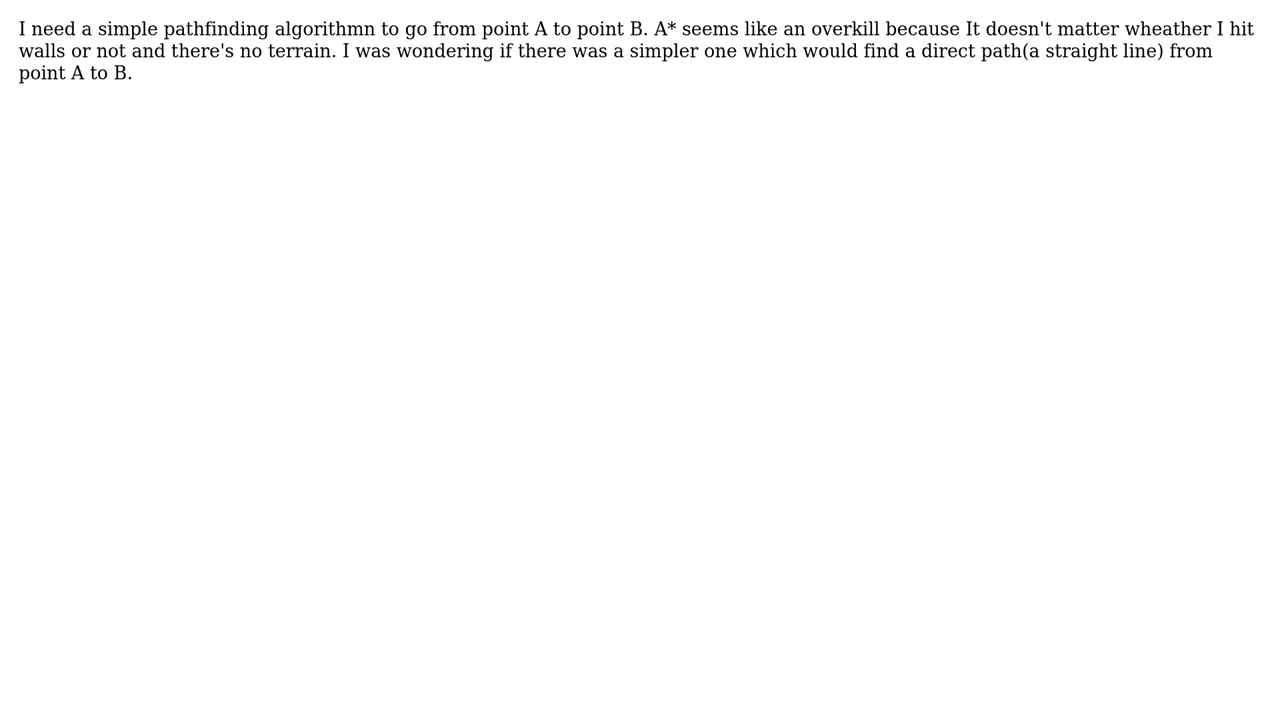 I need a simple pathfinding algorithmn to go from point A to point B. A* seems like an overkill because It doesn't matter wheather I hit
walls or not and there's no terrain. I was wondering if there was a simpler one which would find a direct path(a straight line) from
point A to B.